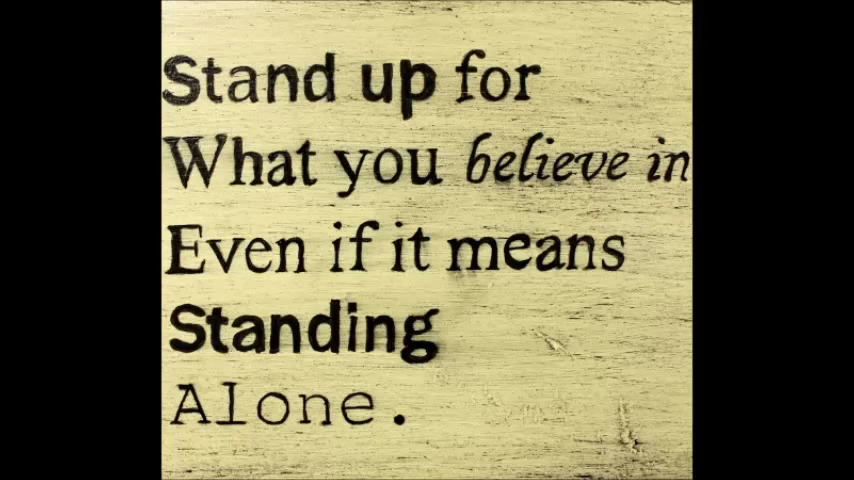 Stand up for
What you believe in
Even if it means
Standing
Alone.